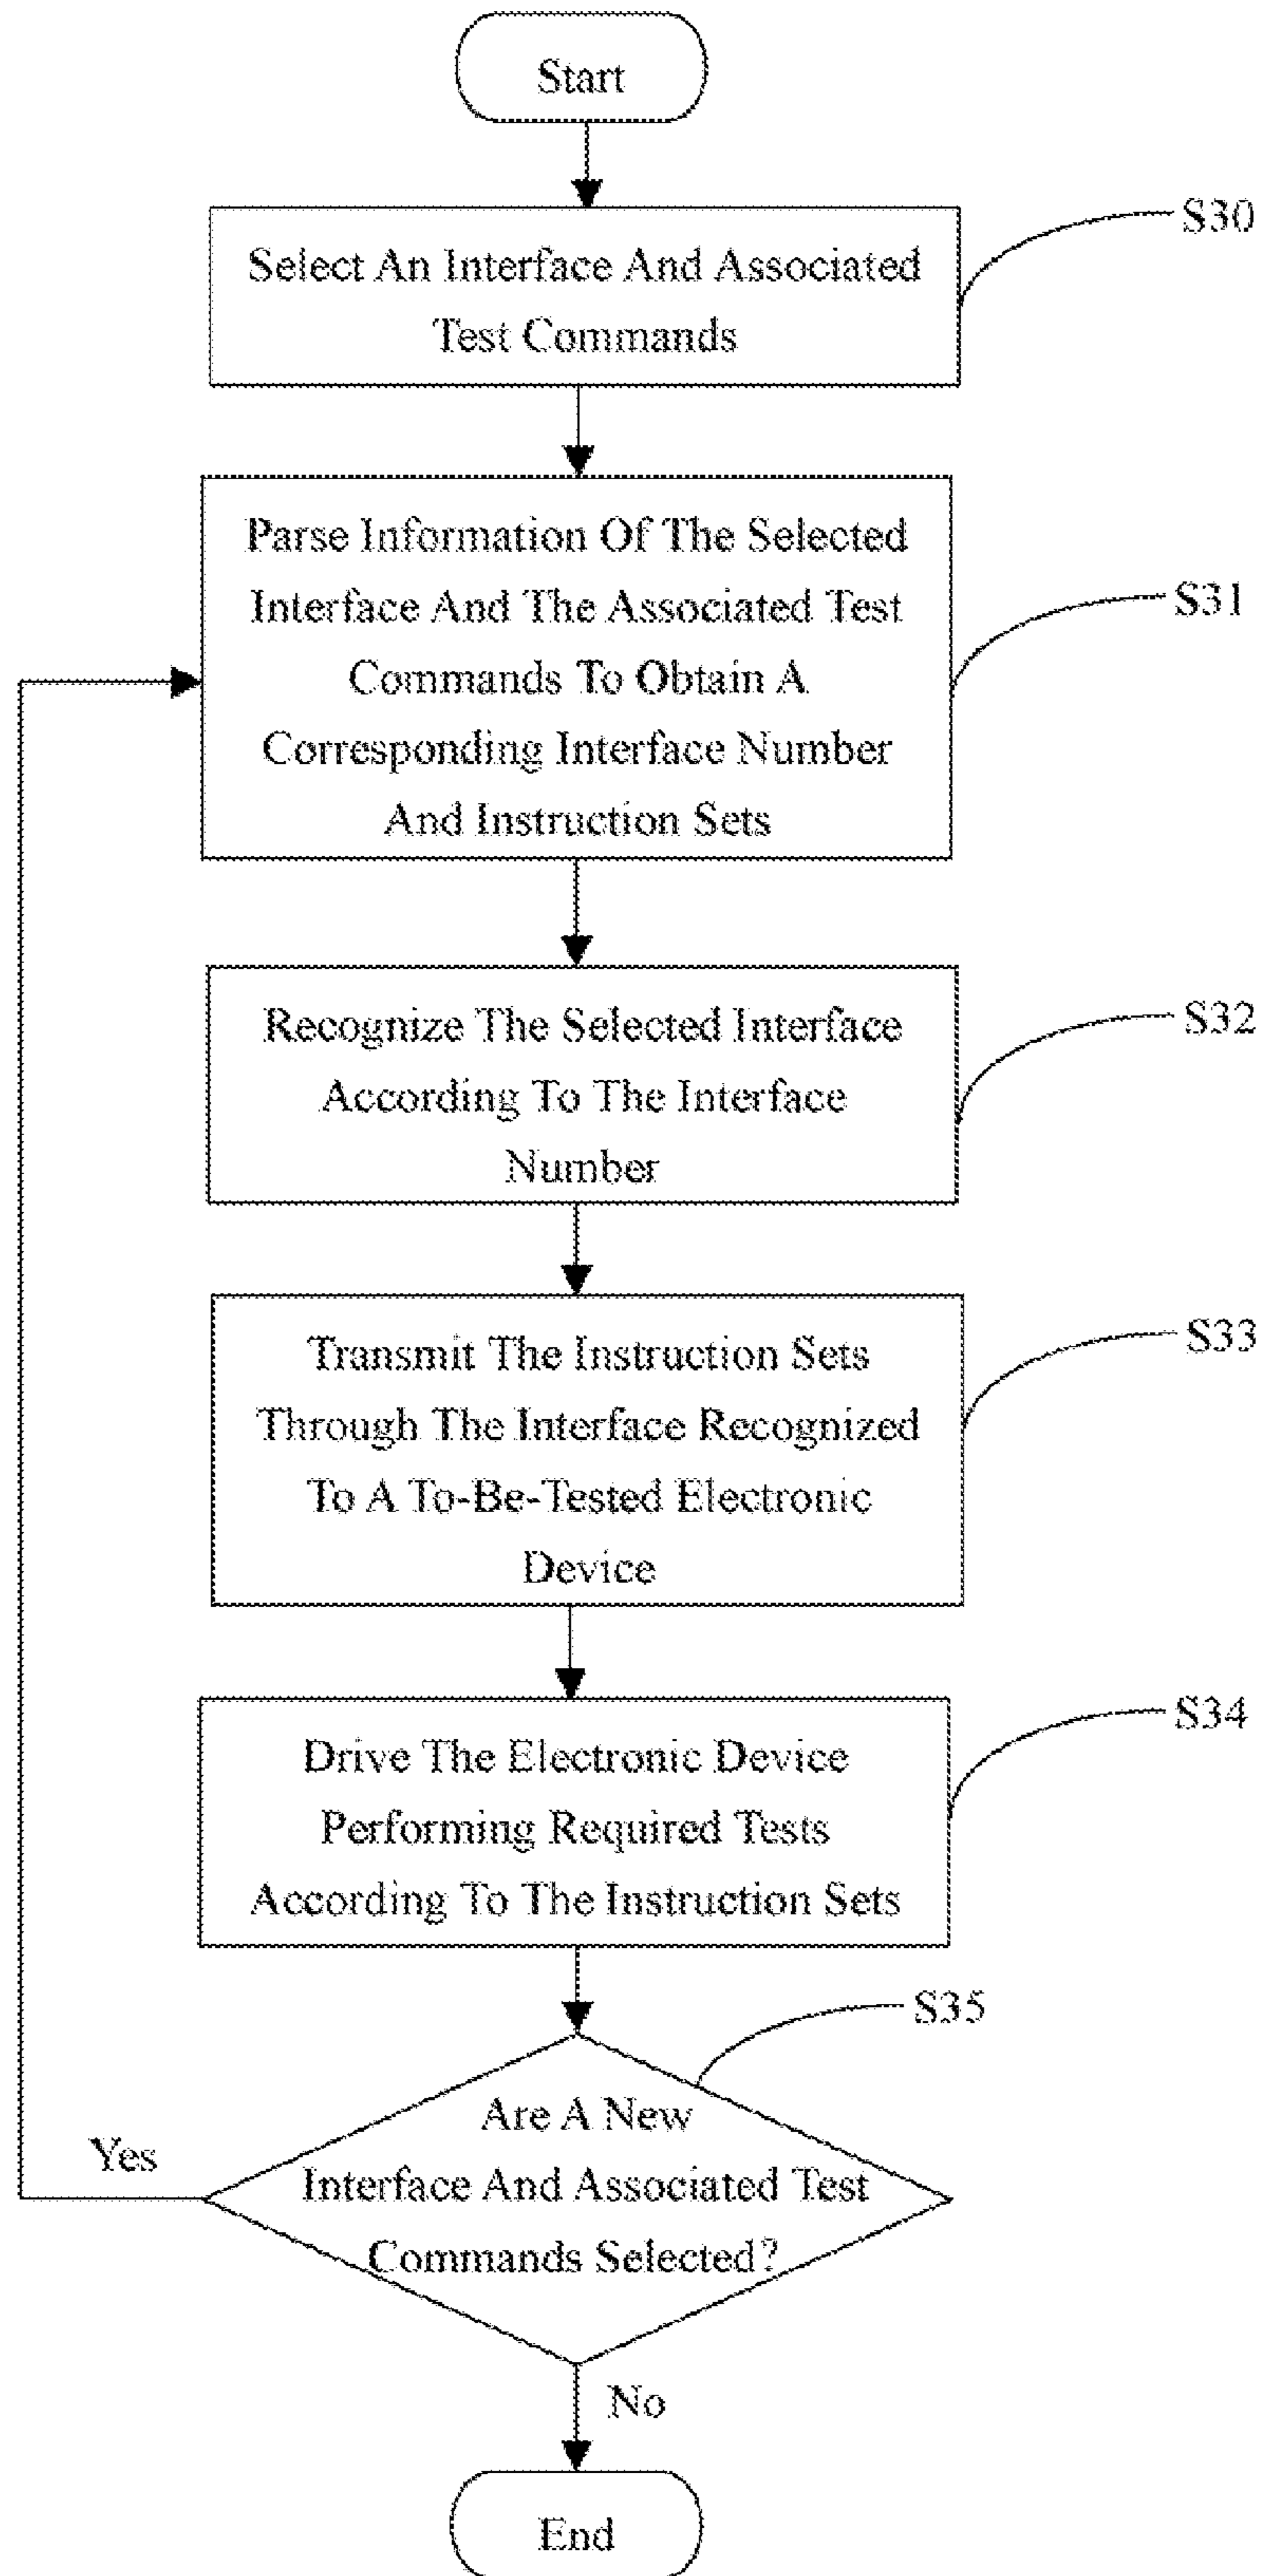 Start
S30
Select An Interface And Associated
Test Commands
Parse Information Of The Selected
Interface And The Associated Test
S31
Commands To Obtain A
Corresponding Interface Number
And Instruction Sets
S32
Recognize The Selected Interface
According To The Interface
Number
S33
Transmit The Instruction Sets
Through The Interface Recognized
To A To-Be-Tested Electronic
Device
S34
Drive The Electronic Device
Performing Required Tests
According To The Instruction Sets
S35
Are A New
Yes
Interface And Associated Test
Commands Selected?
No
End